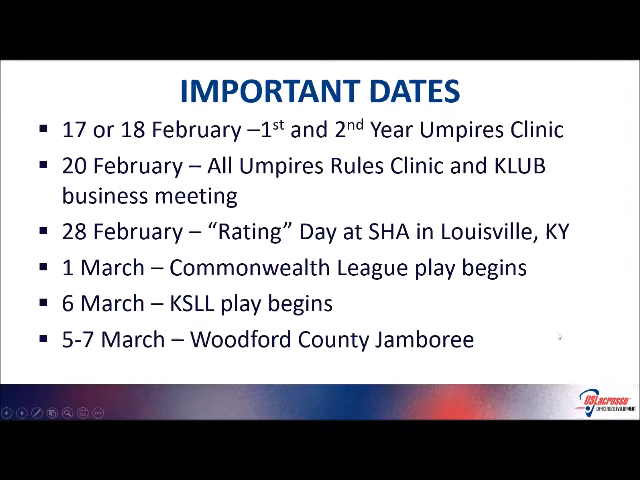 IMPORTANT DATES
▪ 17 or 18 February –1st and 2nd Year Umpires Clinic
▪ 20 February – All Umpires Rules Clinic and KLUB
business meeting
▪ 28 February – “Rating” Day at SHA in Louisville, KY
▪ 1 March – Commonwealth League play begins
▪ 6 March – KSLL play begins
▪ 5-7 March – Woodford County Jamboree
USLacrosse